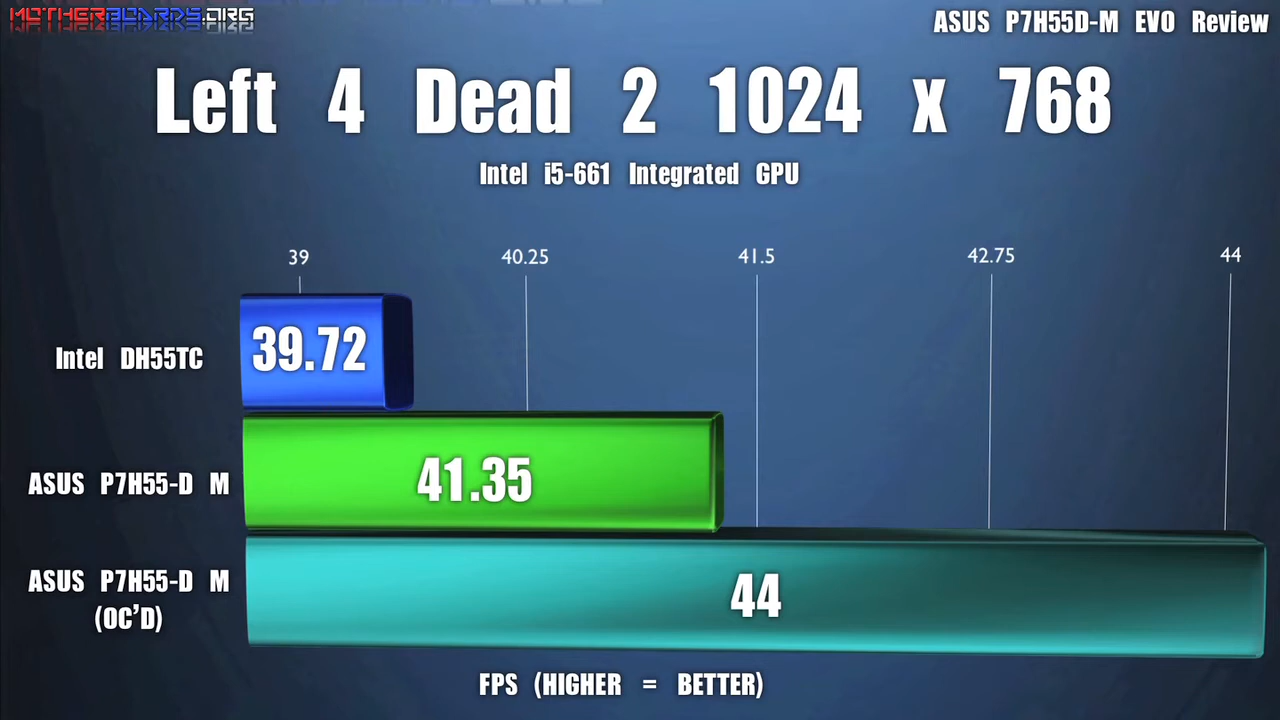 MOTHERBOARDS.ORG
ASUS P7H55D-M EVO Review
Left 4 Dead 2 1024 x 768
Intel i5-661 Integrated GPU
39 40.25 41.5 42.75 44
Intel DH55TC 39.72
ASUS P7H55-D M 41.35
ASUS P7H55-D M
(OC'D) 44
FPS (HIGHER = BETTER)